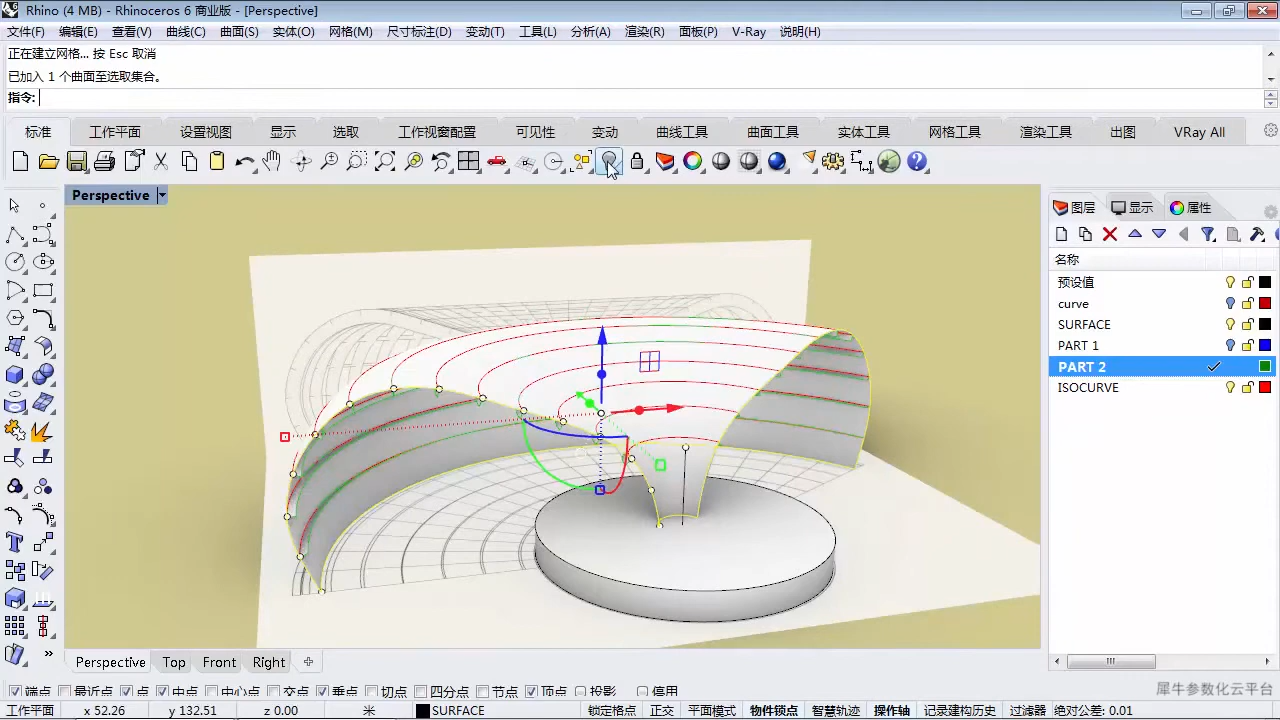 Rhino (4 MB) - Rhinoceros 6 商业版 - [Perspective]
文件(F) 编辑(E) 查看(V) 曲线(C) 曲面(S) 实体(O) 网格(M) 尺寸标注(D) 变动(T) 工具(L) 分析(A) 渲染(R) 面板(P) V-Ray 说明(H)
正在建立网格... 按 Esc 取消
已加入 1 个曲面至选取集合。
指令:
标准 工作平面 设置视图 显示 选取 工作视窗配置 可见性 变动 曲线工具 曲面工具 实体工具 网格工具 渲染工具 出图 VRay All
Perspective
图层 显示 属性
名称
预设值
curve
SURFACE
PART 1
PART 2
ISOCURVE
Perspective Top Front Right
端点 最近点 点 中点 中心点 交点 垂点 切点 四分点 节点 顶点 投影 停用
犀牛参数化云平台
工作平面 x 52.26 y 132.51 z 0.00 米 SURFACE 锁定格点 正交 平面模式 物件锁点 智慧轨迹 操作轴 记录建构历史 过滤器 绝对公差: 0.01